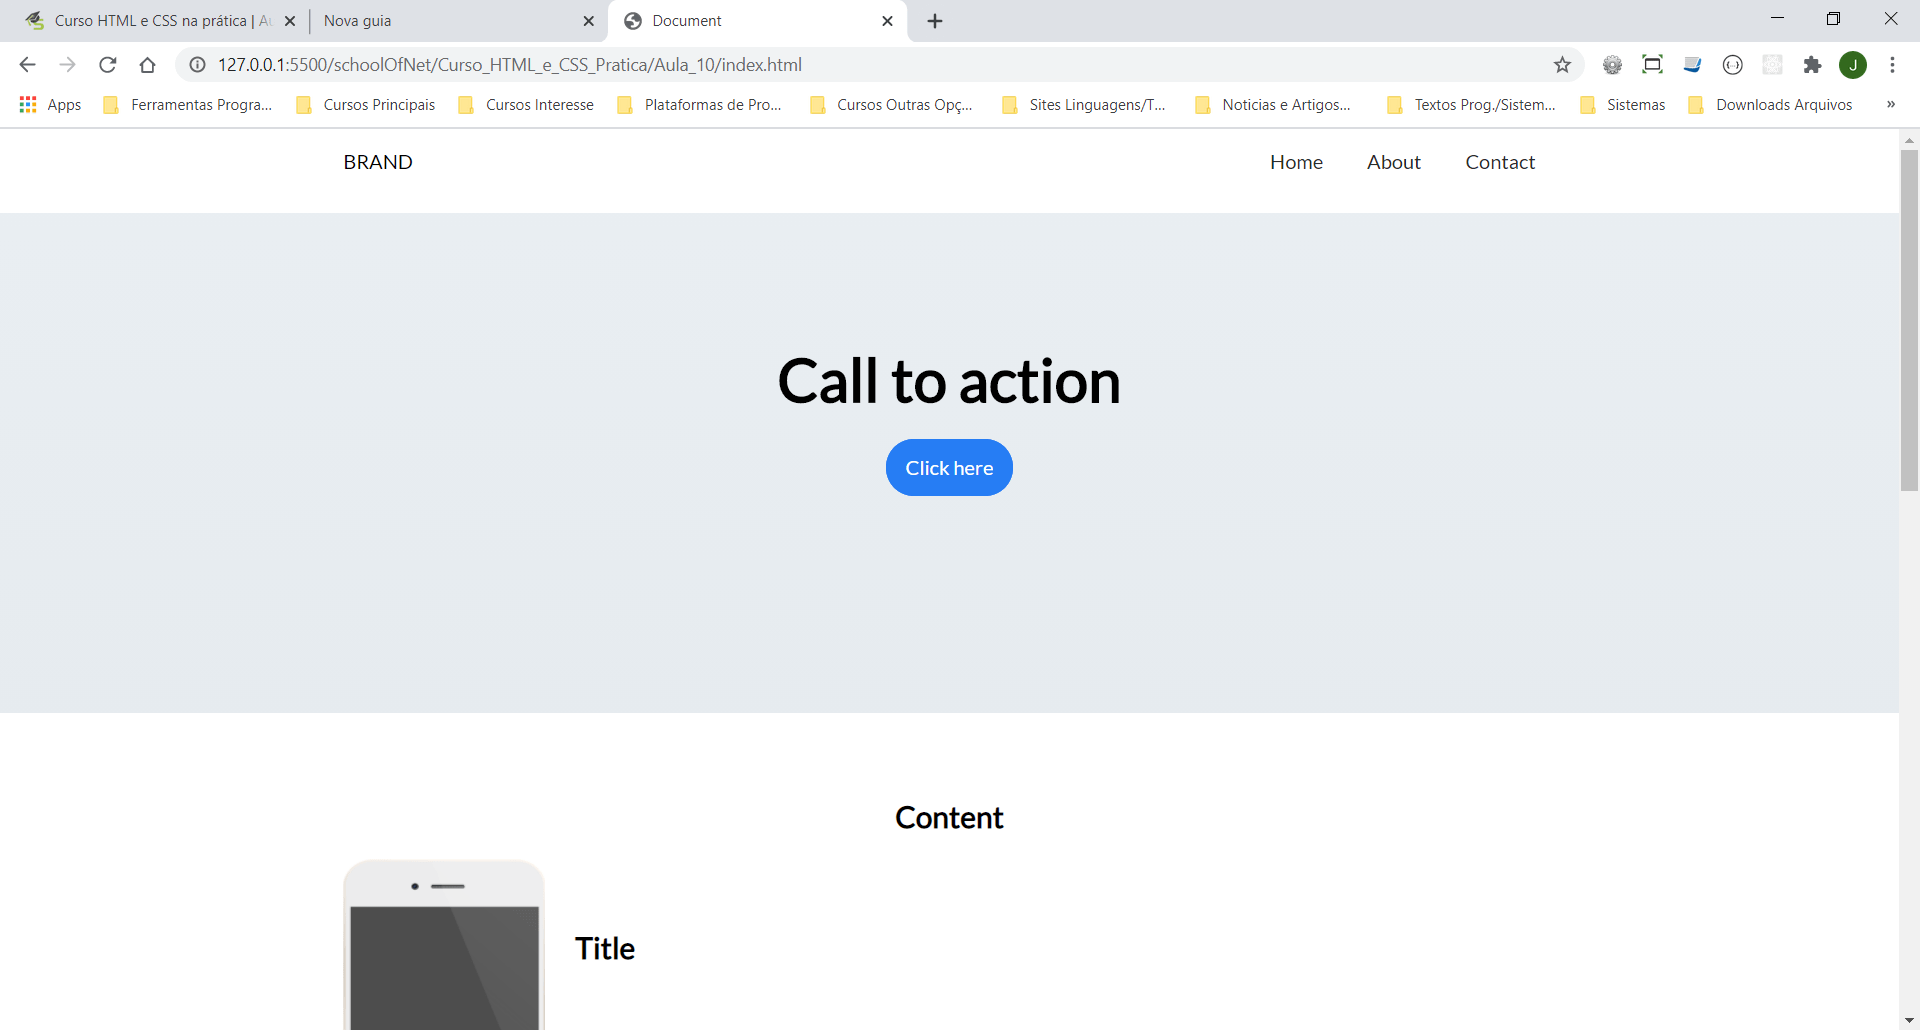 Curso HTML e CSS na prática | Au
Nova guia
Document
127.0.0.1:5500/schoolOfNet/Curso_HTML_e_CSS_Pratica/Aula_10/index.html
J
Apps
Ferramentas Progra...
Cursos Principais
Cursos Interesse
Plataformas de Pro...
Cursos Outras Opç...
Sites Linguagens/T...
Noticias e Artigos...
Textos Prog./Sistem...
Sistemas
Downloads Arquivos
»
BRAND
Home
About
Contact
Call to action
Click here
Content
Title